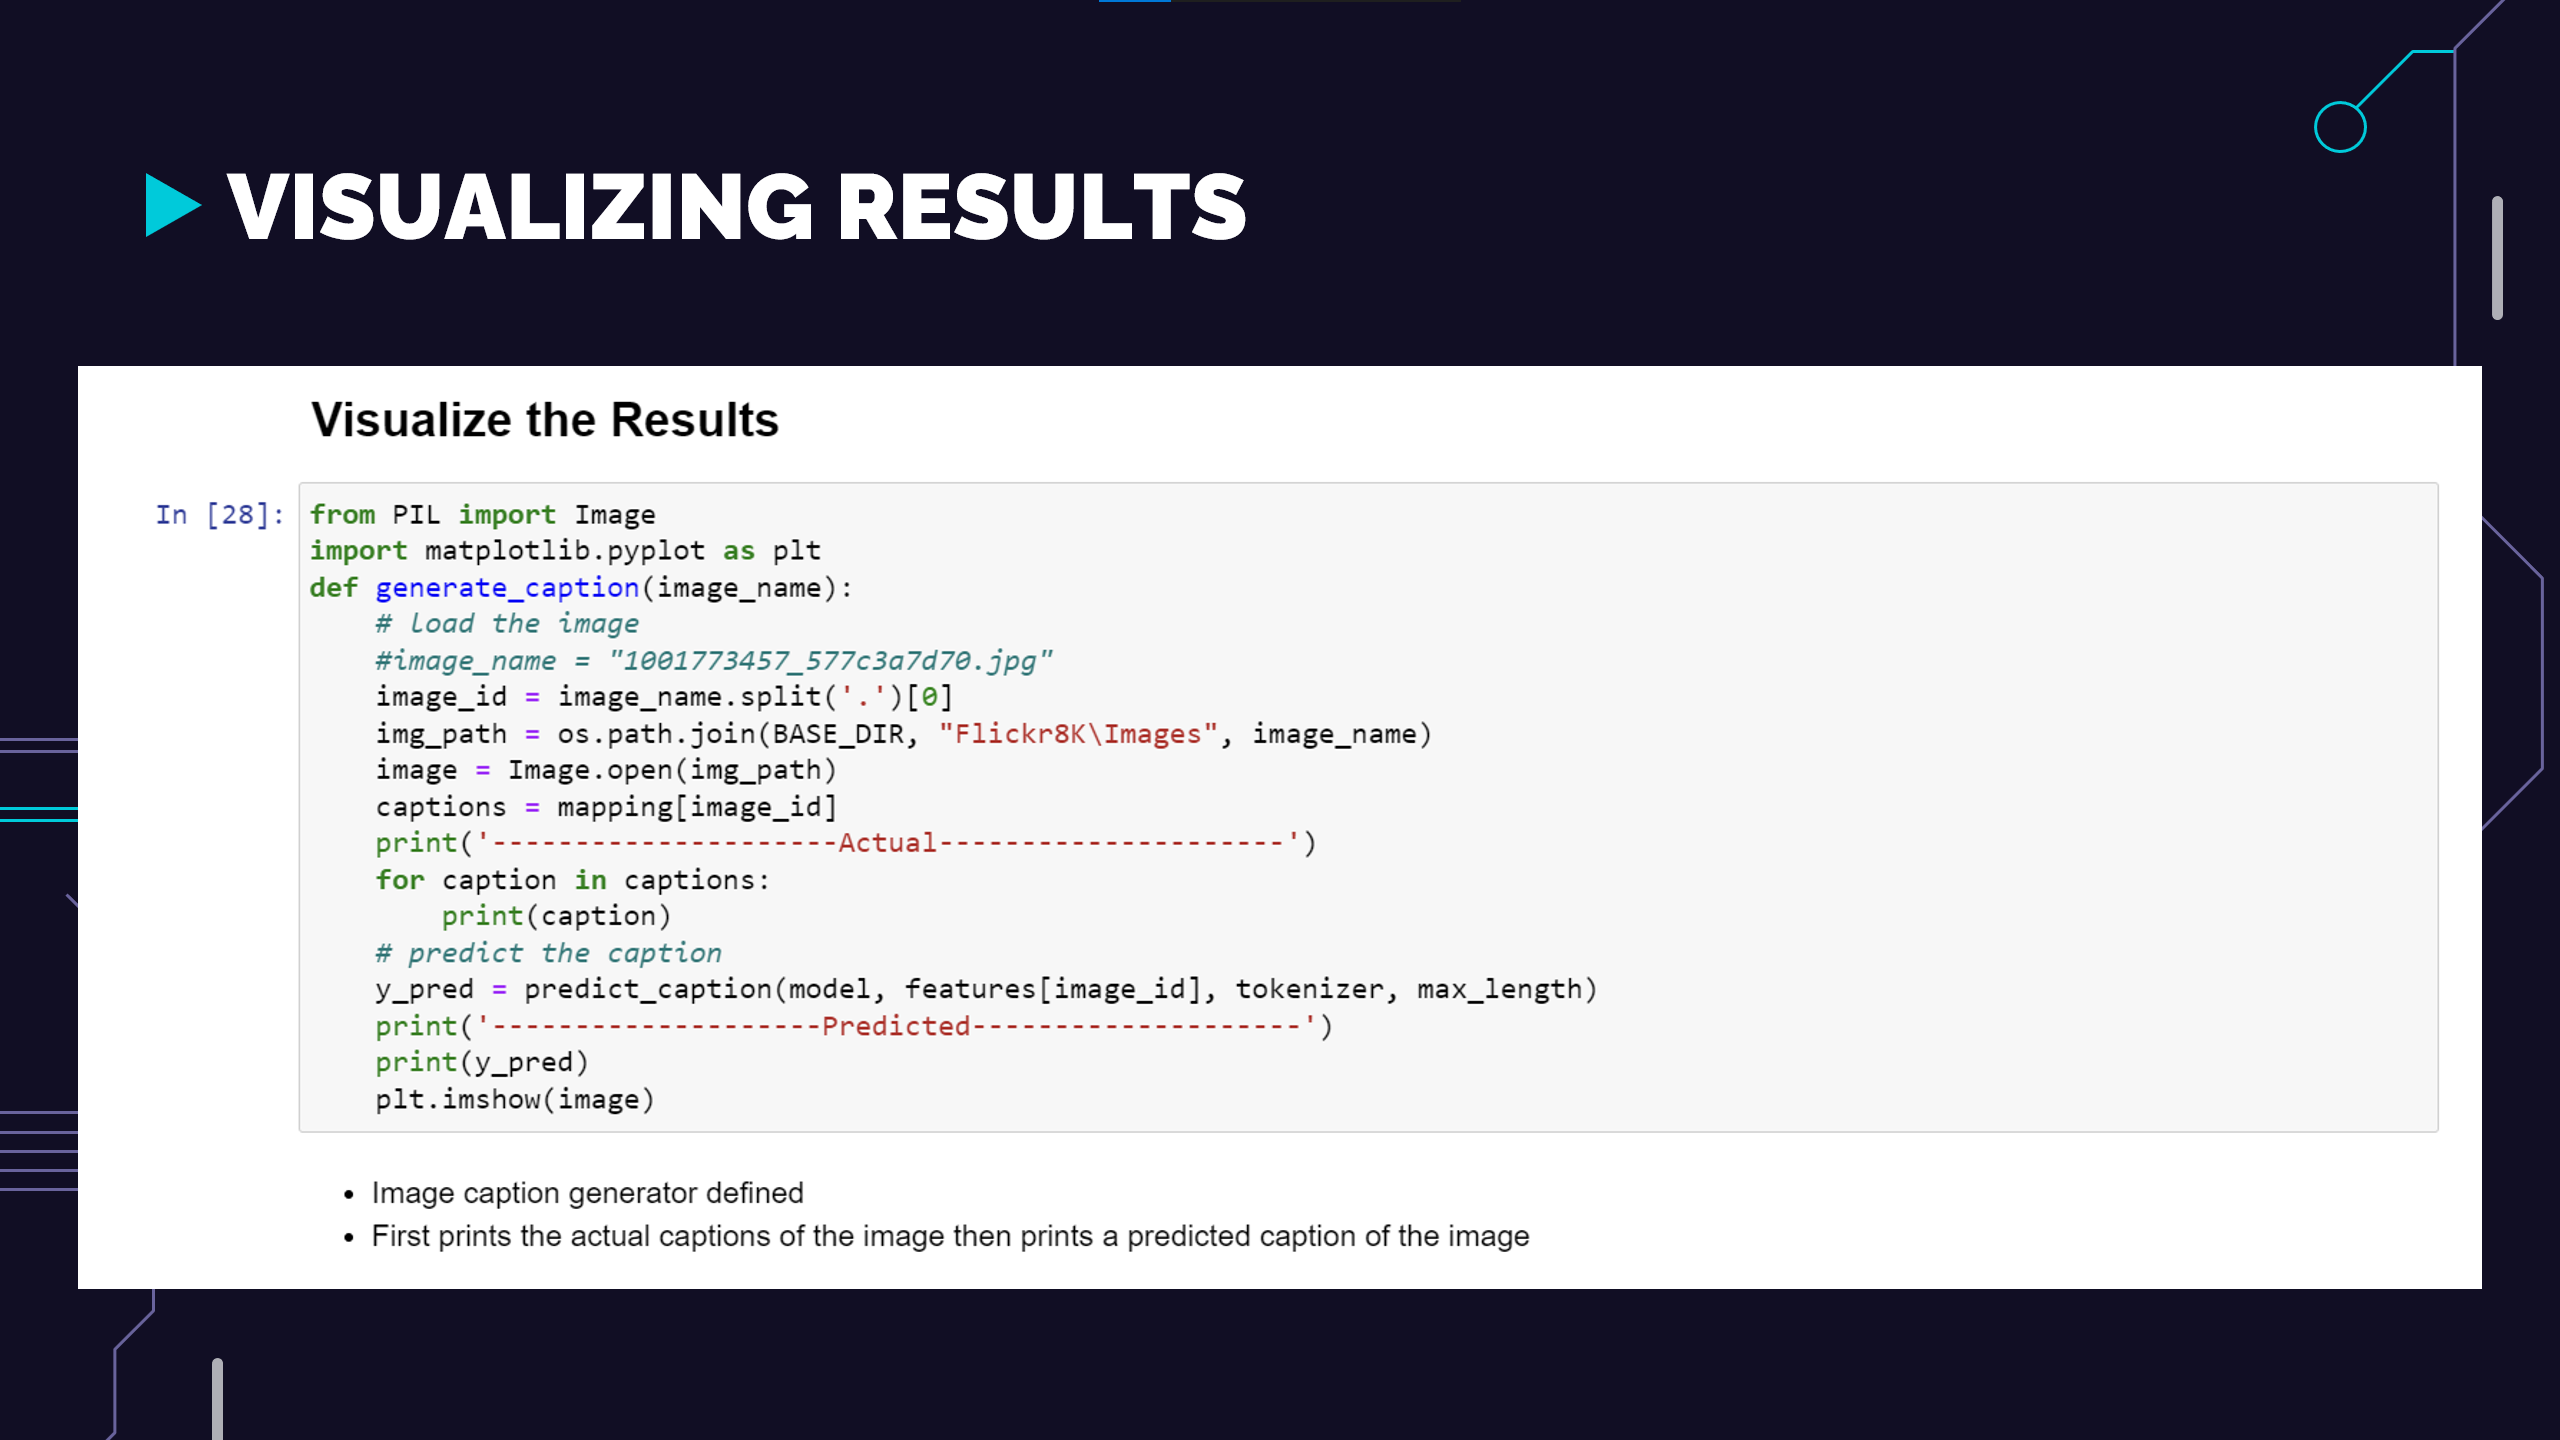 VISUALIZING RESULTS
Visualize the Results
In [28]:
from PIL import Image
import matplotlib.pyplot as plt
def generate_caption(image_name):
    # load the image
    #image_name = "1001773457_577c3a7d70.jpg"
    image_id = image_name.split('.')[0]
    img_path = os.path.join(BASE_DIR, "Flickr8K\Images", image_name)
    image = Image.open(img_path)
    captions = mapping[image_id]
    print('---------------------Actual---------------------')
    for caption in captions:
        print(caption)
    # predict the caption
    y_pred = predict_caption(model, features[image_id], tokenizer, max_length)
    print('--------------------Predicted--------------------')
    print(y_pred)
    plt.imshow(image)
• Image caption generator defined
• First prints the actual captions of the image then prints a predicted caption of the image